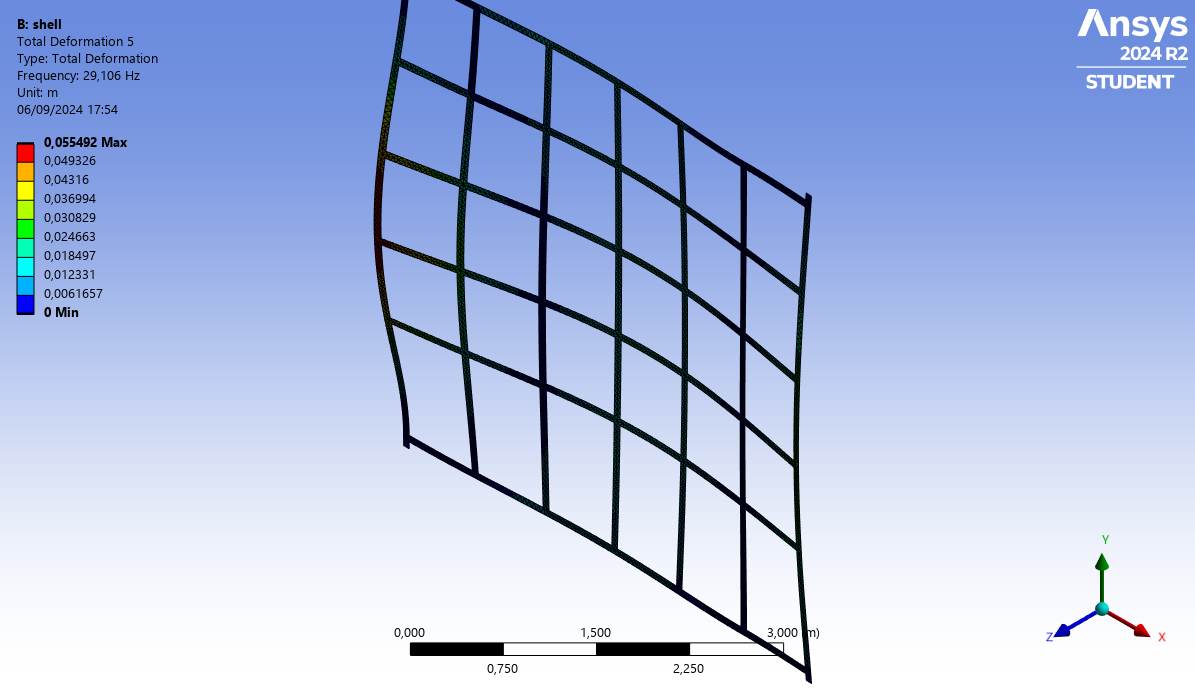 B: shell
Total Deformation 5
Type: Total Deformation
Frequency: 29,106 Hz
Unit: m
06/09/2024 17:54
0,055492 Max
0,049326
0,04316
0,036994
0,030829
0,024663
0,018497
0,012331
0,0061657
0 Min
Ansys
2024 R2
STUDENT
0,000
1,500
3,000 (m)
0,750
2,250
Y
Z
X